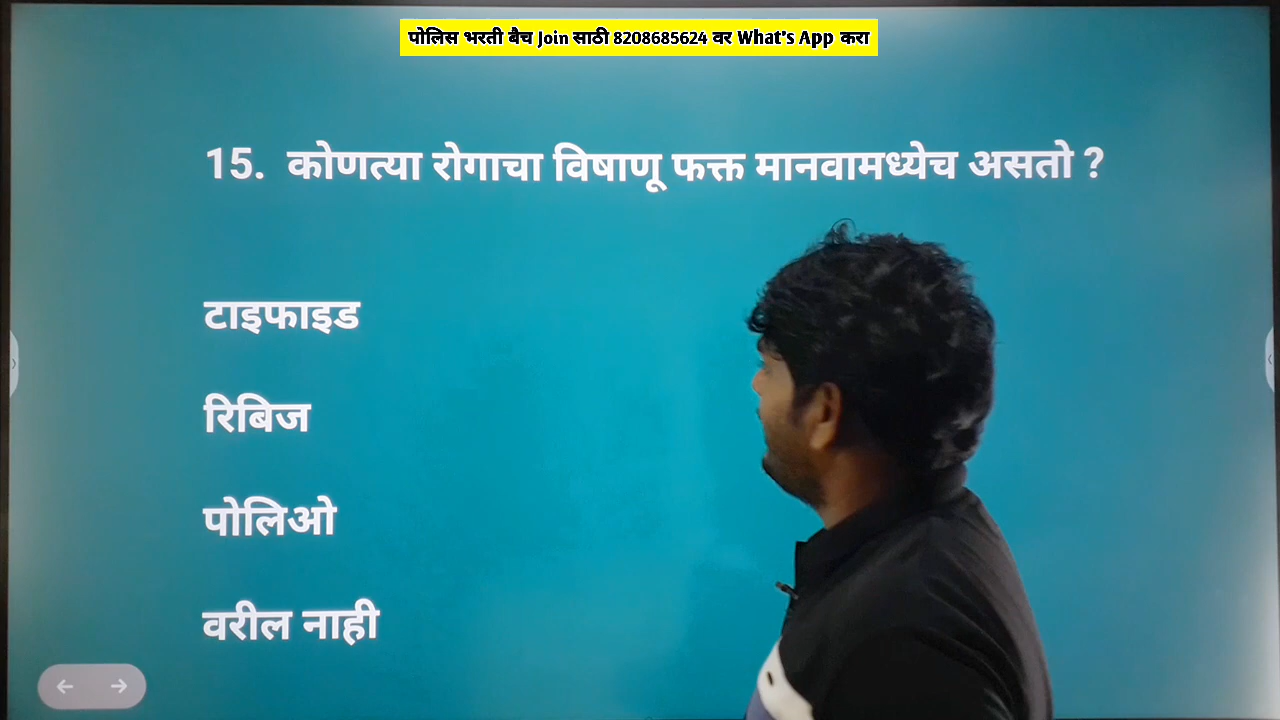 पोलिस भरती बैच Join साठी 8208685624 वर What's App करा
15. कोणत्या रोगाचा विषाणू फक्त मानवामध्येच असतो ?
टाइफाइड
रिबिज
पोलिओ
वरील नाही